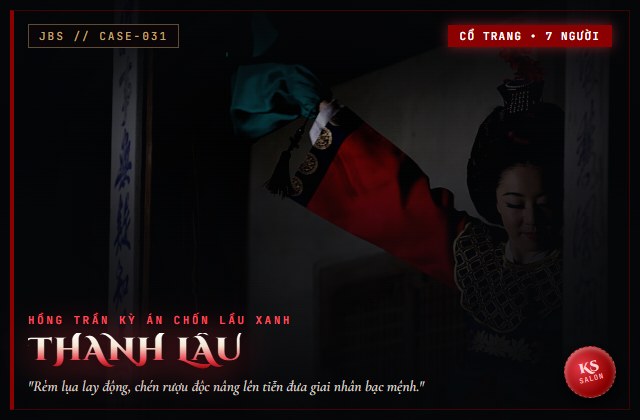 JBS // CASE-031
CỔ TRANG • 7 NGƯỜI
HỒNG TRẦN KỲ ÁN CHỐN LẦU XANH
THANH LÂU
"Rèm lụa lay động, chén rượu độc nâng lên tiễn đưa giai nhân bạc mệnh."
KS
SALON